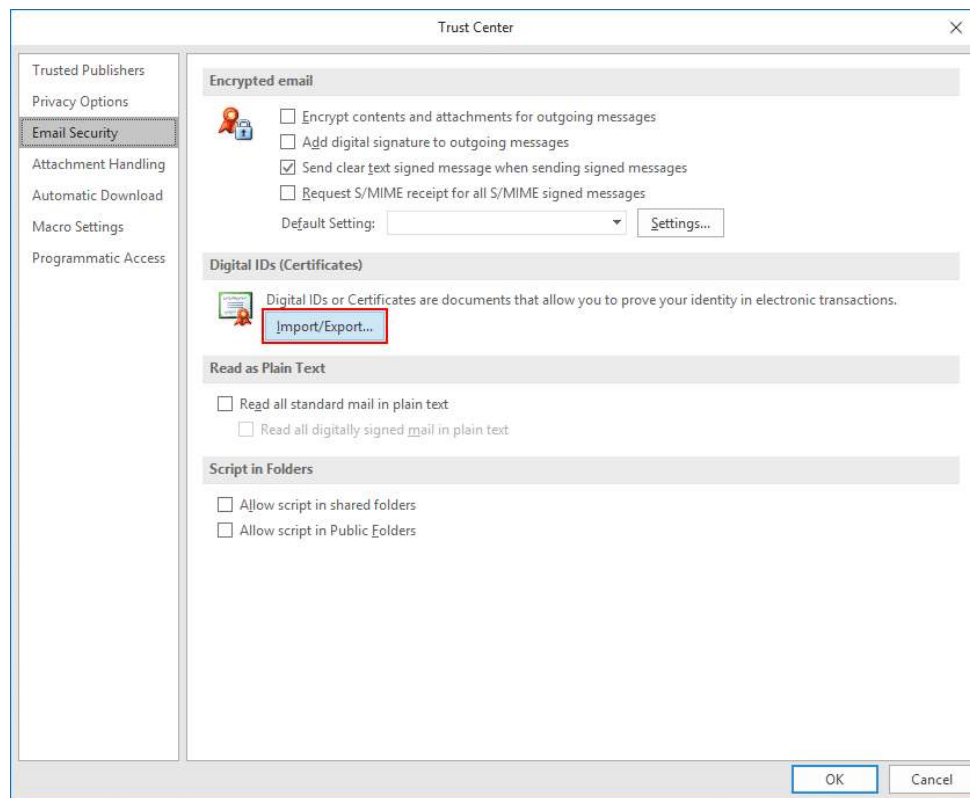 Trust Center
Trusted Publishers
Privacy Options
Email Security
Attachment Handling
Automatic Download
Macro Settings
Programmatic Access
Encrypted email
Encrypt contents and attachments for outgoing messages
Add digital signature to outgoing messages
Send clear text signed message when sending signed messages
Request S/MIME receipt for all S/MIME signed messages
Default Setting: Settings...
Digital IDs (Certificates)
Digital IDs or Certificates are documents that allow you to prove your identity in electronic transactions.
Import/Export...
Read as Plain Text
Read all standard mail in plain text
Read all digitally signed mail in plain text
Script in Folders
Allow script in shared folders
Allow script in Public Folders
OK Cancel